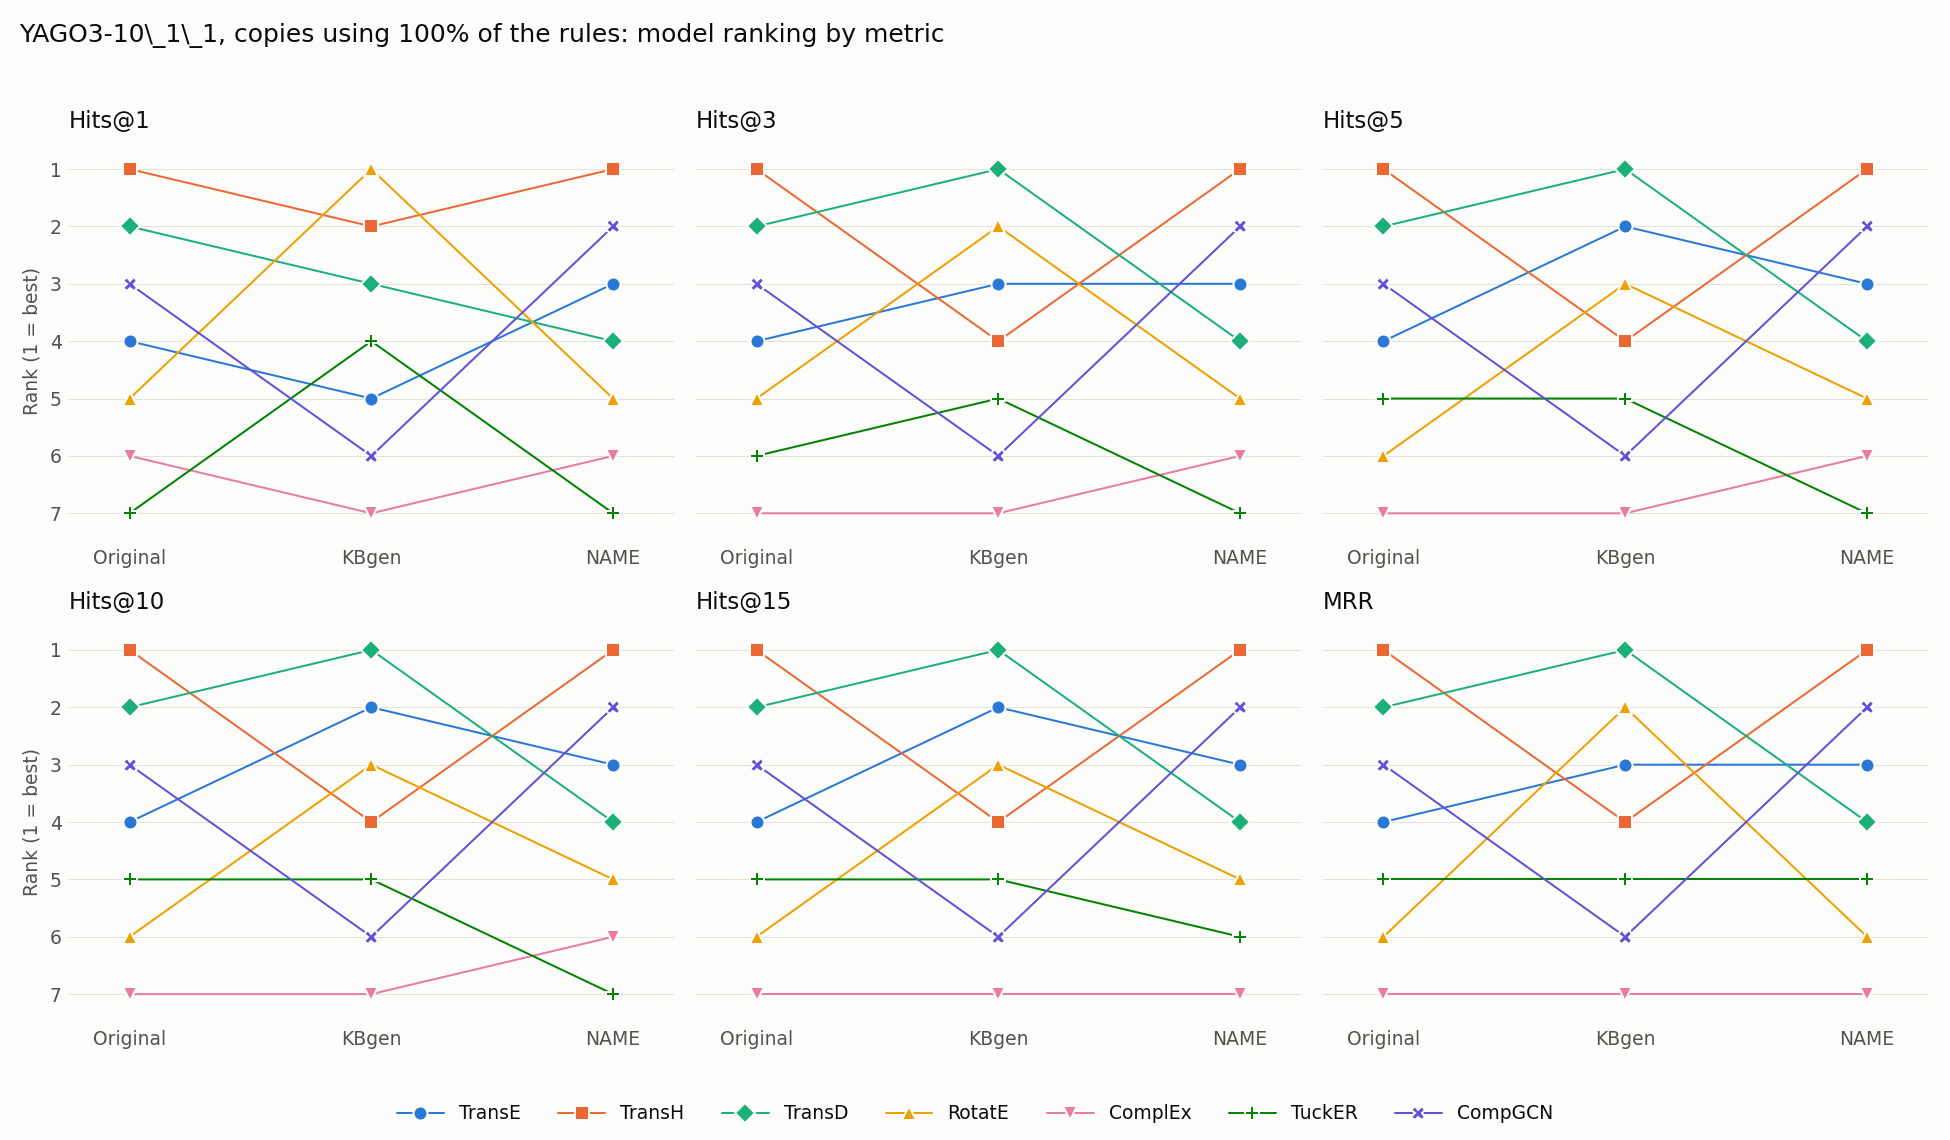 YAGO3-10\_1\_1, copies using 100% of the rules: model ranking by metric
Hits@1
Hits@3
Hits@5
Rank (1 = best)
1
2
3
4
5
6
7
Original
KBgen
NAME
Original
KBgen
NAME
Original
KBgen
NAME
Hits@10
Hits@15
MRR
Rank (1 = best)
1
2
3
4
5
6
7
Original
KBgen
NAME
Original
KBgen
NAME
Original
KBgen
NAME
TransE
TransH
TransD
RotatE
ComplEx
TuckER
CompGCN